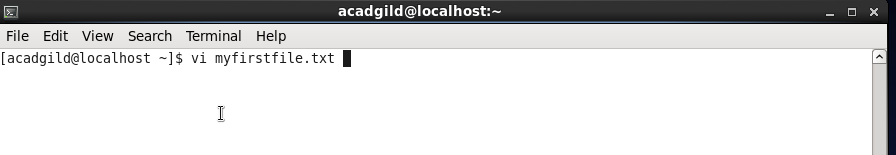 acadgild@localhost:~
File Edit View Search Terminal Help
[acadgild@localhost ~]$ vi myfirstfile.txt